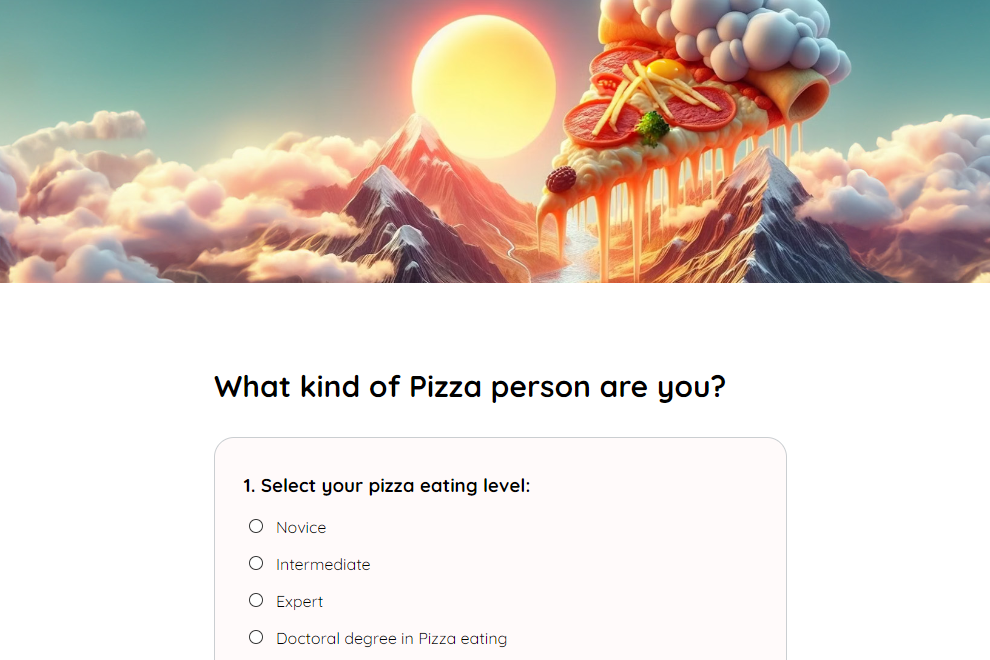 What kind of Pizza person are you?
1. Select your pizza eating level:
Novice
Intermediate
Expert
Doctoral degree in Pizza eating